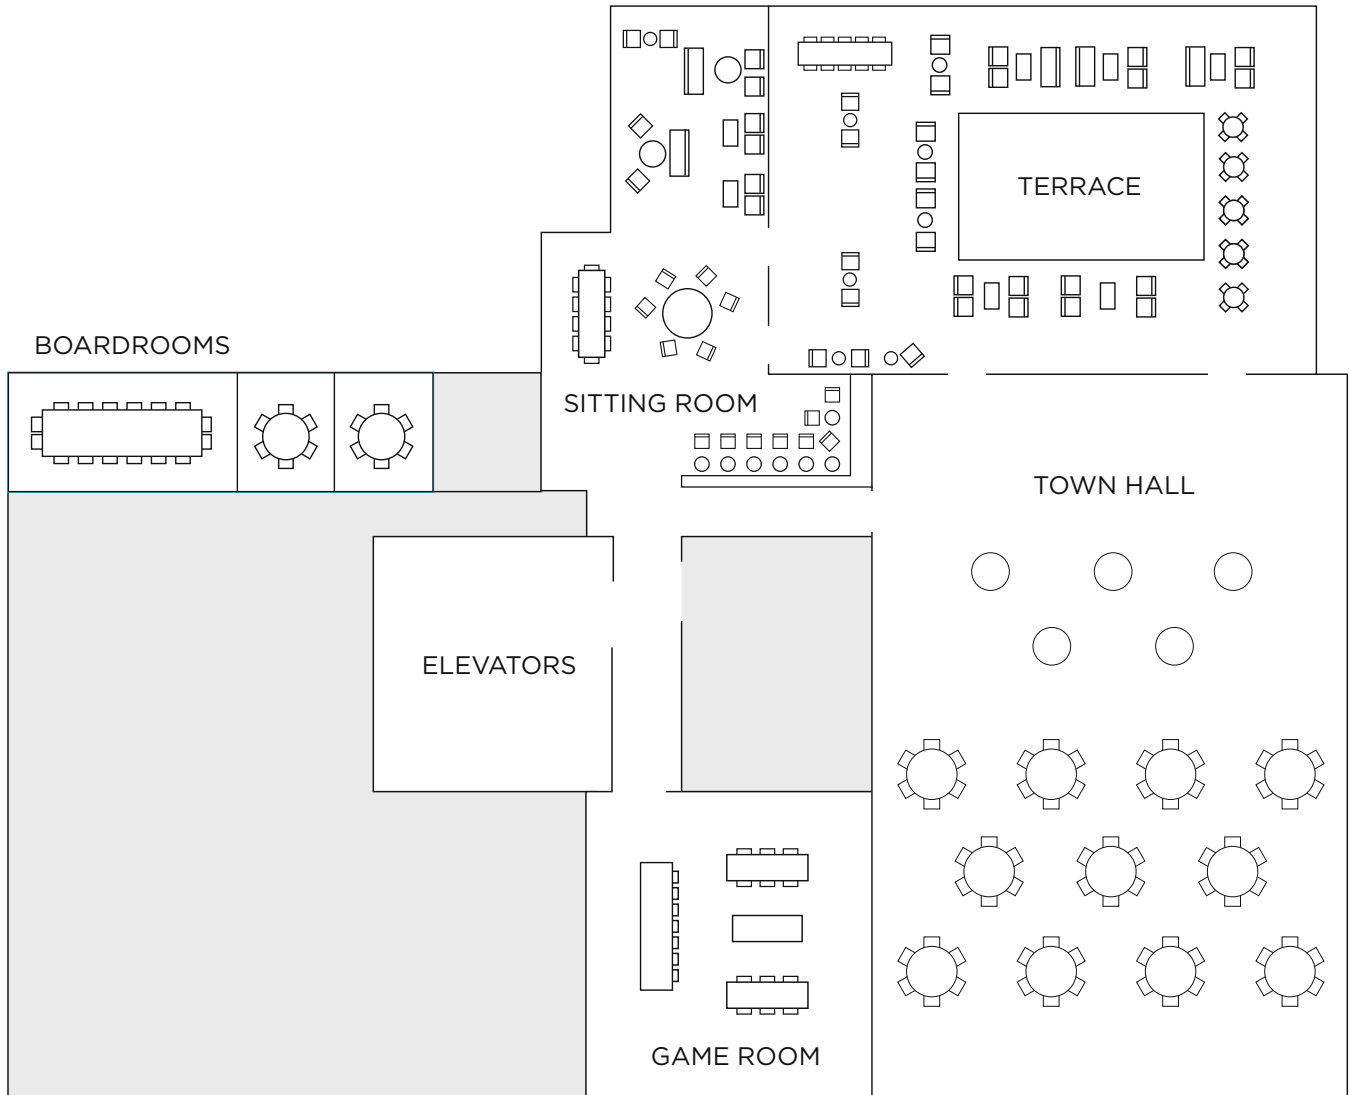 TERRACE
BOARDROOMS
SITTING ROOM
TOWN HALL
ELEVATORS
GAME ROOM